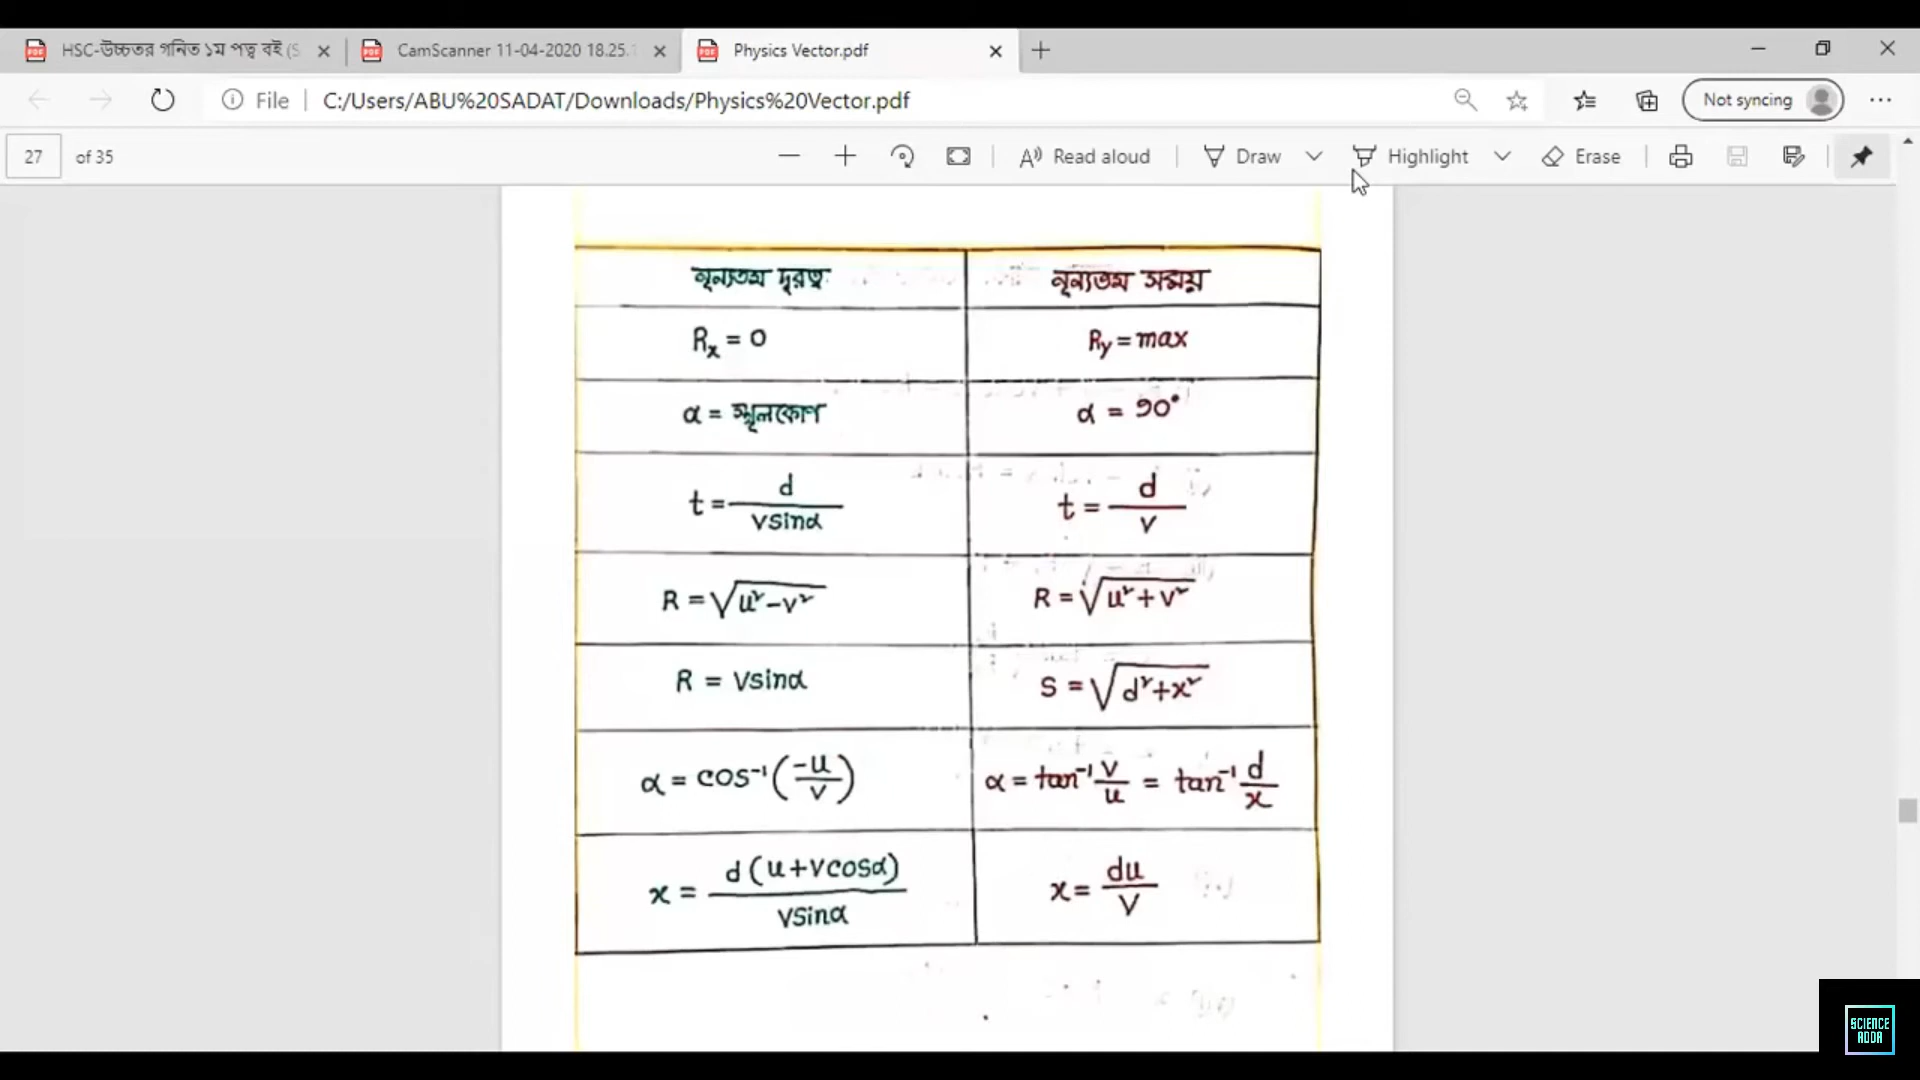 HSC-উচ্চতর গনিত ১ম পত্র বই (S
CamScanner 11-04-2020 18.25.
Physics Vector.pdf
File
C:/Users/ABU%20SADAT/Downloads/Physics%20Vector.pdf
Not syncing
27 of 35
Read aloud
Draw
Highlight
Erase
নূন্যতম দূরত্ব
নূন্যতম সময়
Rx = 0
Ry = max
α = স্থূলকোণ
α = 90°
t = d/vsinα
t = d/v
R = √u²-v²
R = √u²+v²
R = vsinα
S = √d²+x²
α = cos⁻¹(-u/v)
α = tan⁻¹ v/u = tan⁻¹ d/x
x = d(u+vcosα)/vsinα
x = du/v
SCIENCE
ADDA